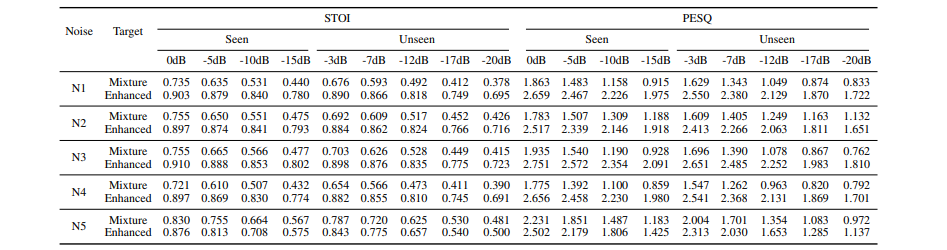 STOI PESQ
Noise Target Seen Unseen Seen Unseen
0dB -5dB -10dB -15dB -3dB -7dB -12dB -17dB -20dB 0dB -5dB -10dB -15dB -3dB -7dB -12dB -17dB -20dB
N1 Mixture 0.735 0.635 0.531 0.440 0.676 0.593 0.492 0.412 0.378 1.863 1.483 1.158 0.915 1.629 1.343 1.049 0.874 0.833
Enhanced 0.903 0.879 0.840 0.780 0.890 0.866 0.818 0.749 0.695 2.659 2.467 2.226 1.975 2.550 2.380 2.129 1.870 1.722
N2 Mixture 0.755 0.650 0.551 0.475 0.692 0.609 0.517 0.452 0.426 1.783 1.507 1.309 1.188 1.609 1.405 1.249 1.163 1.132
Enhanced 0.897 0.874 0.841 0.793 0.884 0.862 0.824 0.766 0.716 2.517 2.339 2.146 1.918 2.413 2.266 2.063 1.811 1.651
N3 Mixture 0.755 0.665 0.566 0.477 0.703 0.626 0.528 0.449 0.415 1.935 1.540 1.190 0.928 1.696 1.390 1.078 0.867 0.762
Enhanced 0.910 0.888 0.853 0.802 0.898 0.876 0.835 0.775 0.723 2.751 2.572 2.354 2.091 2.651 2.485 2.252 1.983 1.810
N4 Mixture 0.721 0.610 0.507 0.432 0.654 0.566 0.473 0.411 0.390 1.775 1.392 1.100 0.859 1.547 1.262 0.963 0.820 0.792
Enhanced 0.897 0.869 0.830 0.774 0.882 0.855 0.810 0.745 0.691 2.656 2.458 2.230 1.980 2.541 2.368 2.131 1.869 1.701
N5 Mixture 0.830 0.755 0.664 0.567 0.787 0.720 0.625 0.530 0.481 2.231 1.851 1.487 1.183 2.004 1.701 1.354 1.083 0.972
Enhanced 0.876 0.813 0.708 0.575 0.843 0.775 0.657 0.540 0.500 2.502 2.179 1.806 1.425 2.313 2.030 1.653 1.285 1.137